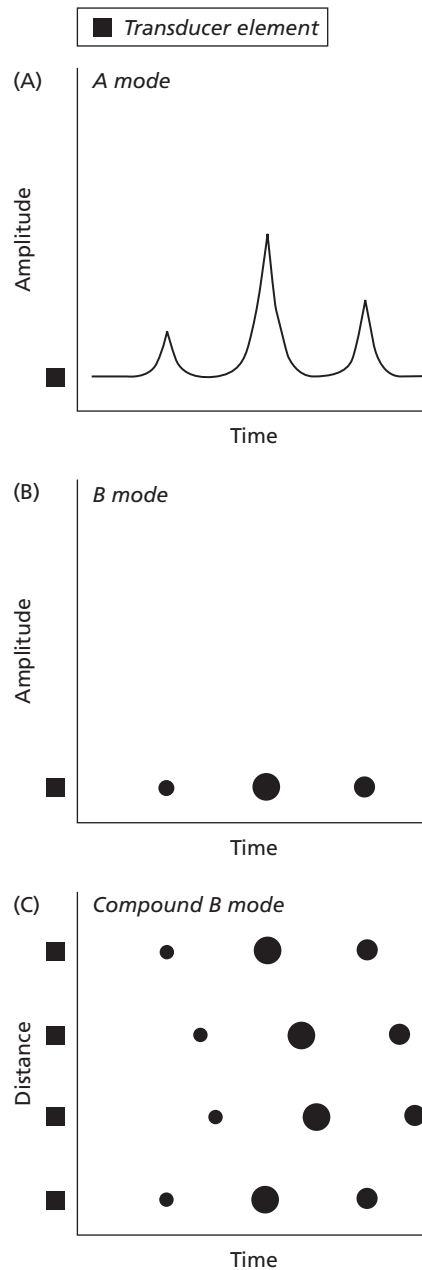 Transducer element
(A)
A mode
Amplitude
Time
(B)
B mode
Amplitude
Time
(C)
Compound B mode
Distance
Time